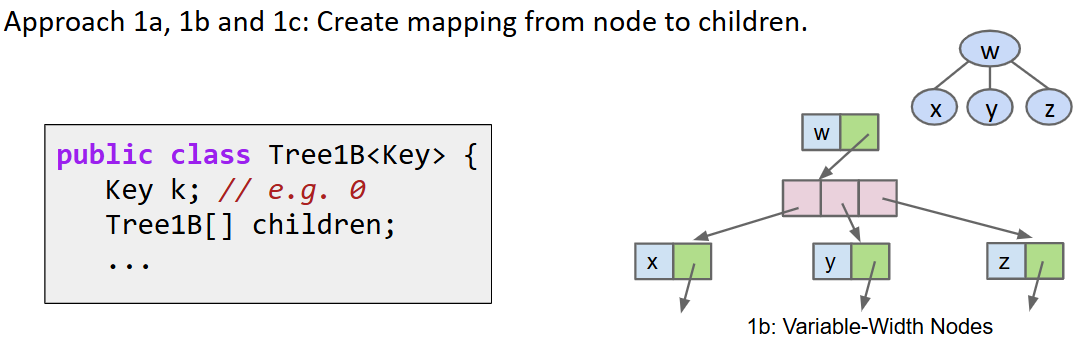 Approach 1a, 1b and 1c: Create mapping from node to children.
public class Tree1B<Key> {
Key k; // e.g. 0
Tree1B[] children;
...
w
x y z
w
x y z
1b: Variable-Width Nodes